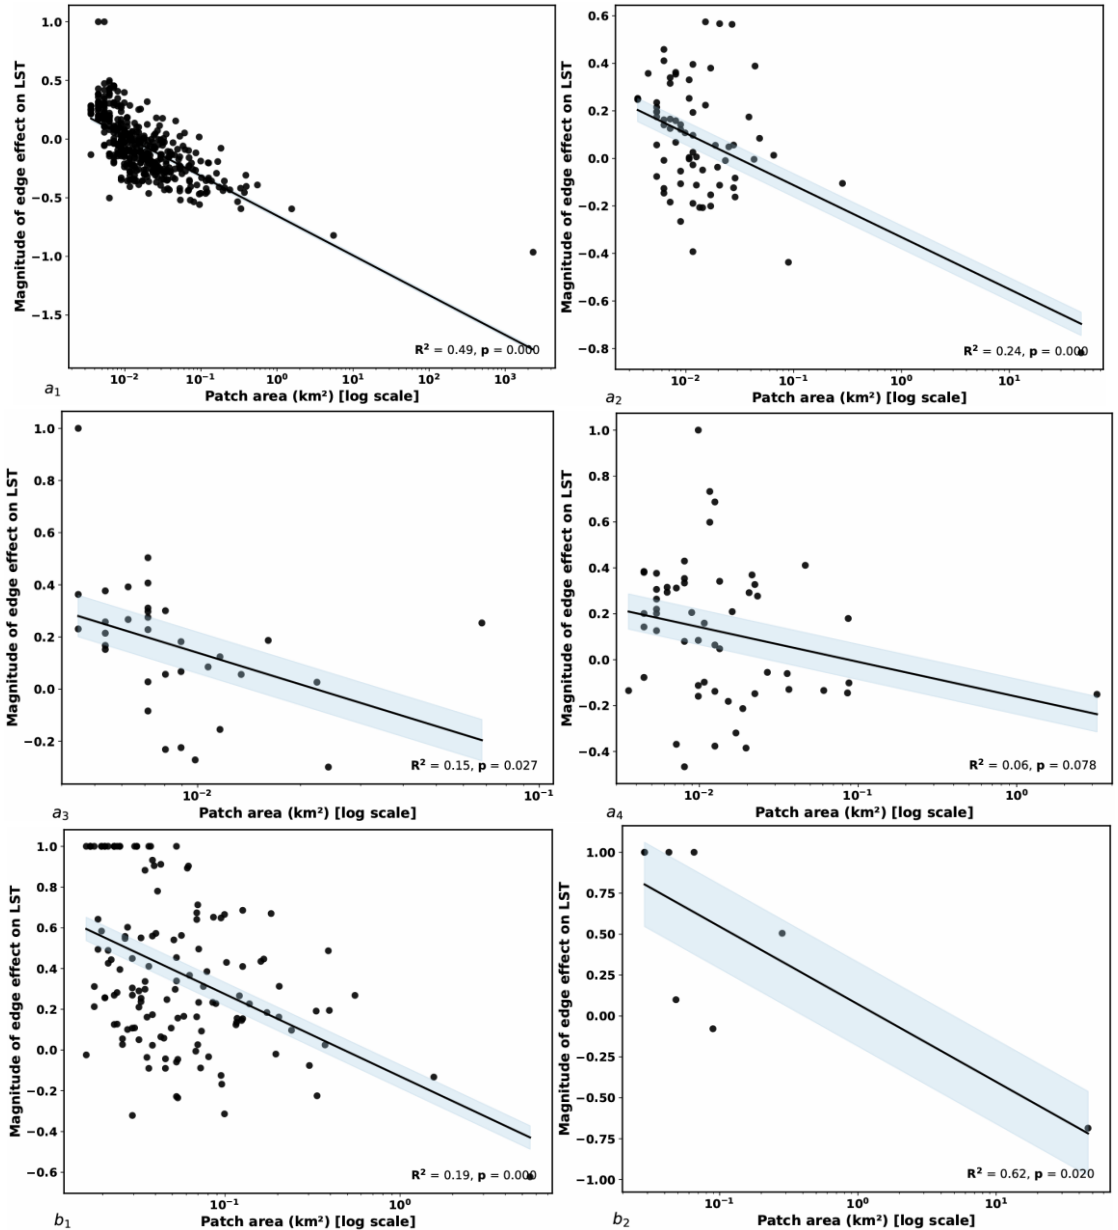 Magnitude of edge effect on LST
1.0
0.5
0.0
−0.5
−1.0
−1.5
R² = 0.49, p = 0.000
10⁻² 10⁻¹ 10⁰ 10¹ 10² 10³
a₁ Patch area (km²) [log scale]
Magnitude of edge effect on LST
0.6
0.4
0.2
0.0
−0.2
−0.4
−0.6
−0.8
R² = 0.24, p = 0.000
10⁻² 10⁻¹ 10⁰ 10¹
a₂ Patch area (km²) [log scale]
Magnitude of edge effect on LST
1.0
0.8
0.6
0.4
0.2
0.0
−0.2
R² = 0.15, p = 0.027
10⁻² 10⁻¹
a₃ Patch area (km²) [log scale]
Magnitude of edge effect on LST
1.0
0.8
0.6
0.4
0.2
0.0
−0.2
−0.4
R² = 0.06, p = 0.078
10⁻² 10⁻¹ 10⁰
a₄ Patch area (km²) [log scale]
Magnitude of edge effect on LST
1.0
0.8
0.6
0.4
0.2
0.0
−0.2
−0.4
−0.6
R² = 0.19, p = 0.000
10⁻¹ 10⁰
b₁ Patch area (km²) [log scale]
Magnitude of edge effect on LST
1.00
0.75
0.50
0.25
0.00
−0.25
−0.50
−0.75
−1.00
R² = 0.62, p = 0.020
10⁻¹ 10⁰ 10¹
b₂ Patch area (km²) [log scale]